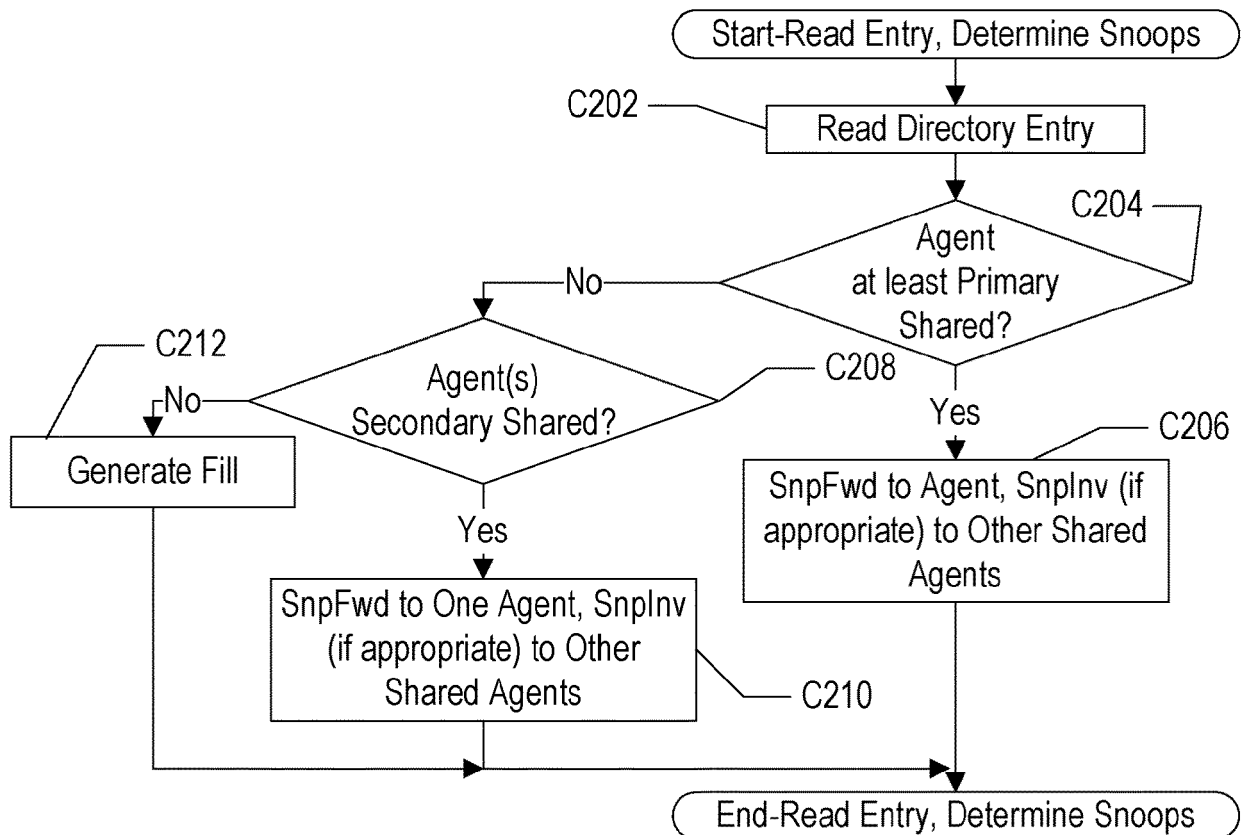 Start-Read Entry, Determine Snoops
C202
Read Directory Entry
C204
Agent
at least Primary
Shared?
No
Yes
C206
SnpFwd to Agent, SnpInv (if
appropriate) to Other Shared
Agents
C208
Agent(s)
Secondary Shared?
No
C212
Generate Fill
Yes
SnpFwd to One Agent, SnpInv
(if appropriate) to Other
Shared Agents
C210
End-Read Entry, Determine Snoops